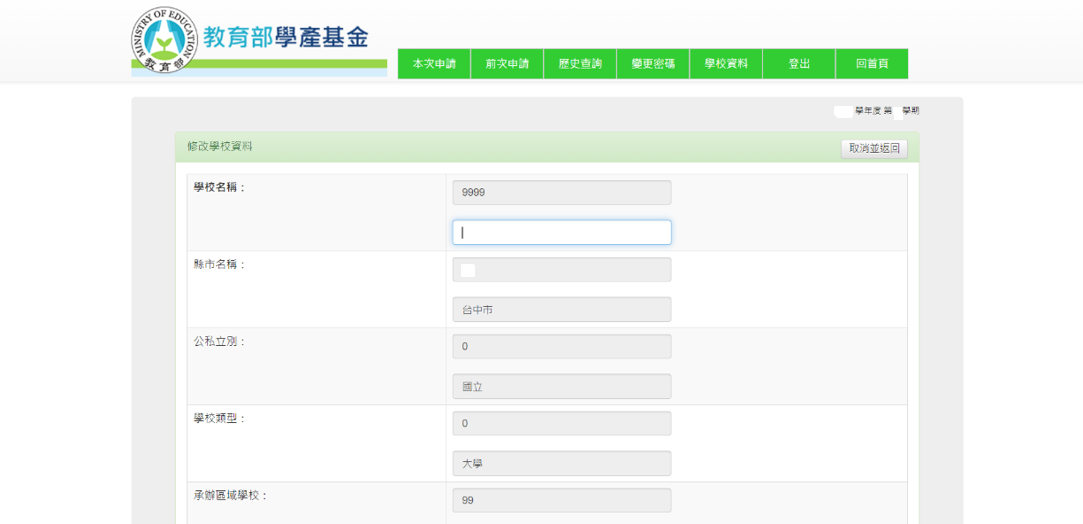 MINISTRY OF EDUCATION
教育部
教育部學產基金
本次申請 前次申請 歷史查詢 變更密碼 學校資料 登出 回首頁
學年度 第 學期
修改學校資料 取消並返回
學校名稱：
9999
縣市名稱：
台中市
公私立別：
0
國立
學校類型：
0
大學
承辦區域學校：
99